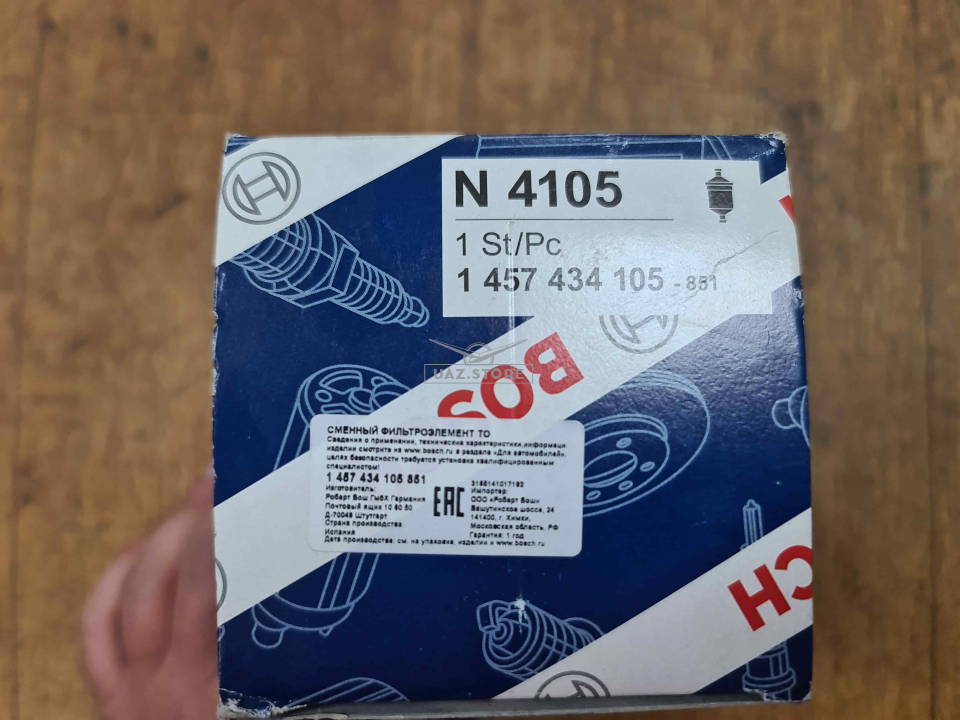 N 4105
1 St/Pc
1 457 434 105 - 851
BOS
UAZ.STORE
СМЕННЫЙ ФИЛЬТРОЭЛЕМЕНТ ТО
Сведения о применении, технические характеристики,информаци
изделии смотрите на www.bosch.ru в разделе «Для автомобилей».
целях безопасности требуется установка квалифицированным
специалистом!
1 457 434 105 851
Изготовитель:
Роберт Бош ГмбХ Германия
Почтовый ящик 10 60 50
Д-70049 Штутгарт
Страна производства
Испания
Дата производства: см. на упаковке, изделии и www.bosch.ru
EAC
3165141017182
Импортер:
ООО «Роберт Бош»
Вашутинское шоссе, 24
141400, г. Химки,
Московская область, РФ
Гарантия: 1 год
CH